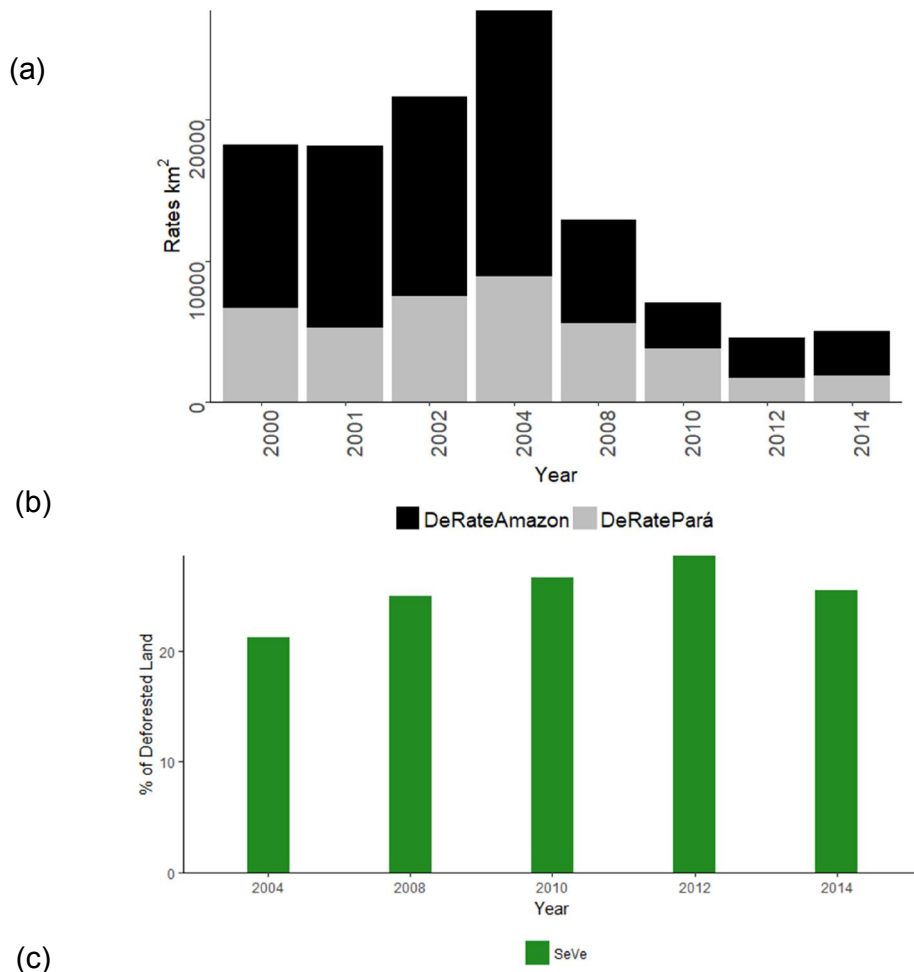 (a)
Rates km²
20000
10000
0
2000 2001 2002 2004 2008 2010 2012 2014
Year
(b)
DeRateAmazon DeRatePará
% of Deforested Land
20
10
0
2004 2008 2010 2012 2014
Year
(c)
SeVe